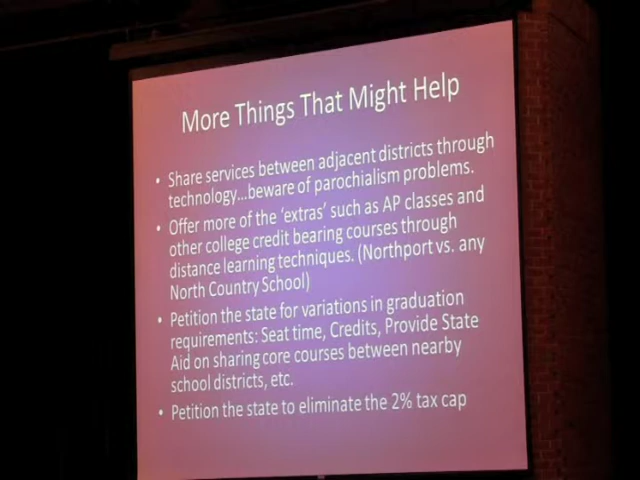 More Things That Might Help
• Share services between adjacent districts through
technology...beware of parochialism problems.
• Offer more of the 'extras' such as AP classes and
other college credit bearing courses through
distance learning techniques. (Northport vs. any
North Country School)
• Petition the state for variations in graduation
requirements: Seat time, Credits, Provide State
Aid on sharing core courses between nearby
school districts, etc.
• Petition the state to eliminate the 2% tax cap